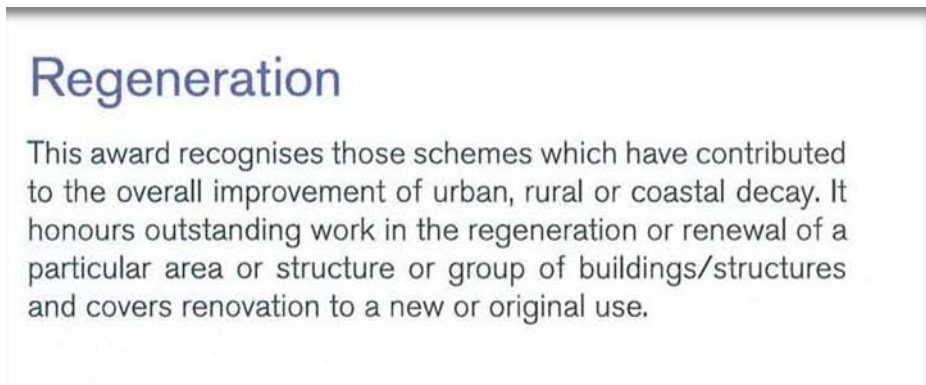 Regeneration
This award recognises those schemes which have contributed
to the overall improvement of urban, rural or coastal decay. It
honours outstanding work in the regeneration or renewal of a
particular area or structure or group of buildings/structures
and covers renovation to a new or original use.